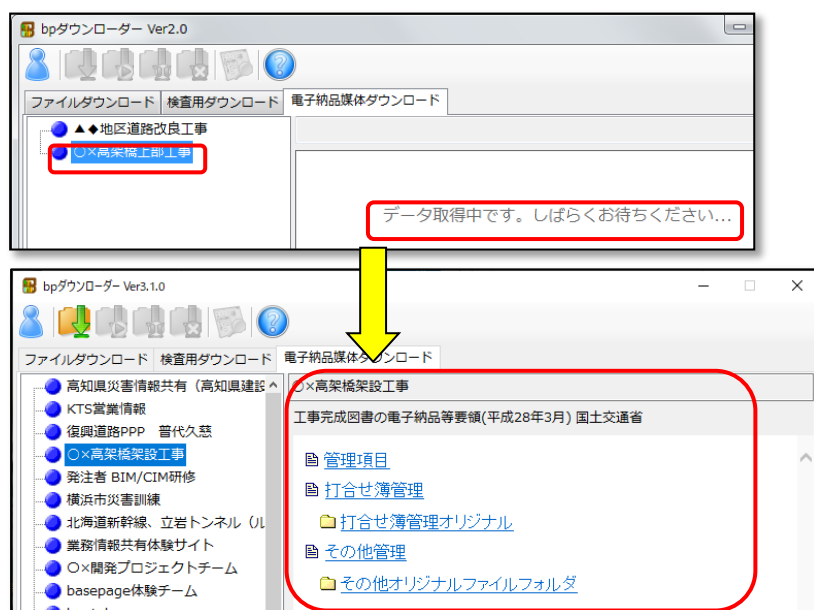 bpダウンローダー Ver2.0
ファイルダウンロード 検査用ダウンロード 電子納品媒体ダウンロード
▲◆地区道路改良工事
○×高架橋上部工事
データ取得中です。しばらくお待ちください...
bpダウンローダー Ver3.1.0
ファイルダウンロード 検査用ダウンロード 電子納品媒体ダウンロード
高知県災害情報共有（高知県建設
○×高架橋架設工事
KTS営業情報
工事完成図書の電子納品等要領(平成28年3月) 国土交通省
復興道路PPP 普代久慈
○×高架橋架設工事
管理項目
発注者 BIM/CIM研修
打合せ簿管理
横浜市災害訓練
北海道新幹線、立岩トンネル（ル
打合せ簿管理オリジナル
業務情報共有体験サイト
その他管理
○×開発プロジェクトチーム
basepage体験チーム
その他オリジナルファイルフォルダ